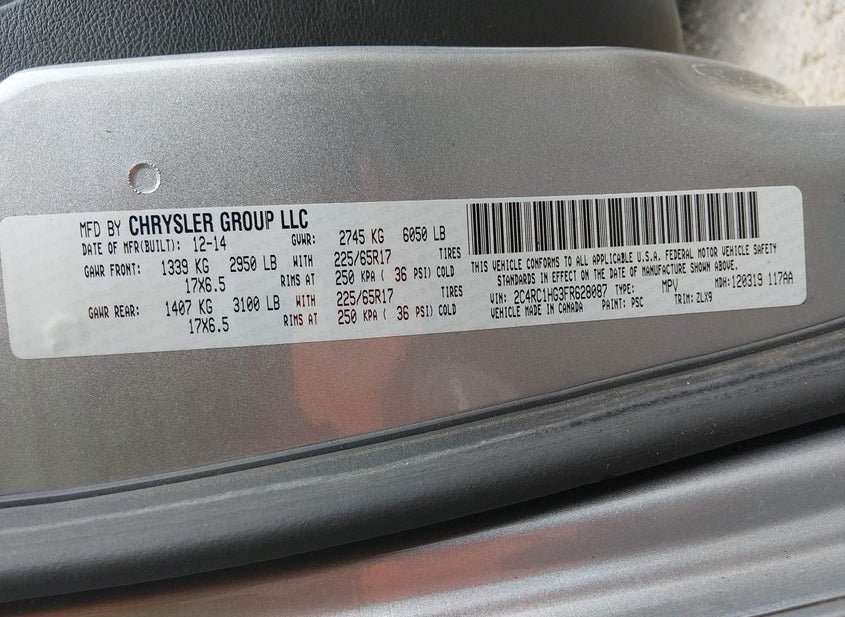 MFD BY CHRYSLER GROUP LLC
DATE OF MFR(BUILT): 12-14 GVWR: 2745 KG 6050 LB
GAWR FRONT: 1339 KG 2950 LB WITH 225/65R17 TIRES
17X6.5 RIMS AT 250 KPA ( 36 PSI) COLD
GAWR REAR: 1407 KG 3100 LB WITH 225/65R17 TIRES
17X6.5 RIMS AT 250 KPA ( 36 PSI) COLD
THIS VEHICLE CONFORMS TO ALL APPLICABLE U.S.A. FEDERAL MOTOR VEHICLE SAFETY
STANDARDS IN EFFECT ON THE DATE OF MANUFACTURE SHOWN ABOVE.
VIN: 2C4RC1HG3FR628087 TYPE: MPV MDH:120319 117AA
VEHICLE MADE IN CANADA PAINT: PSC TRIM: ZLX9